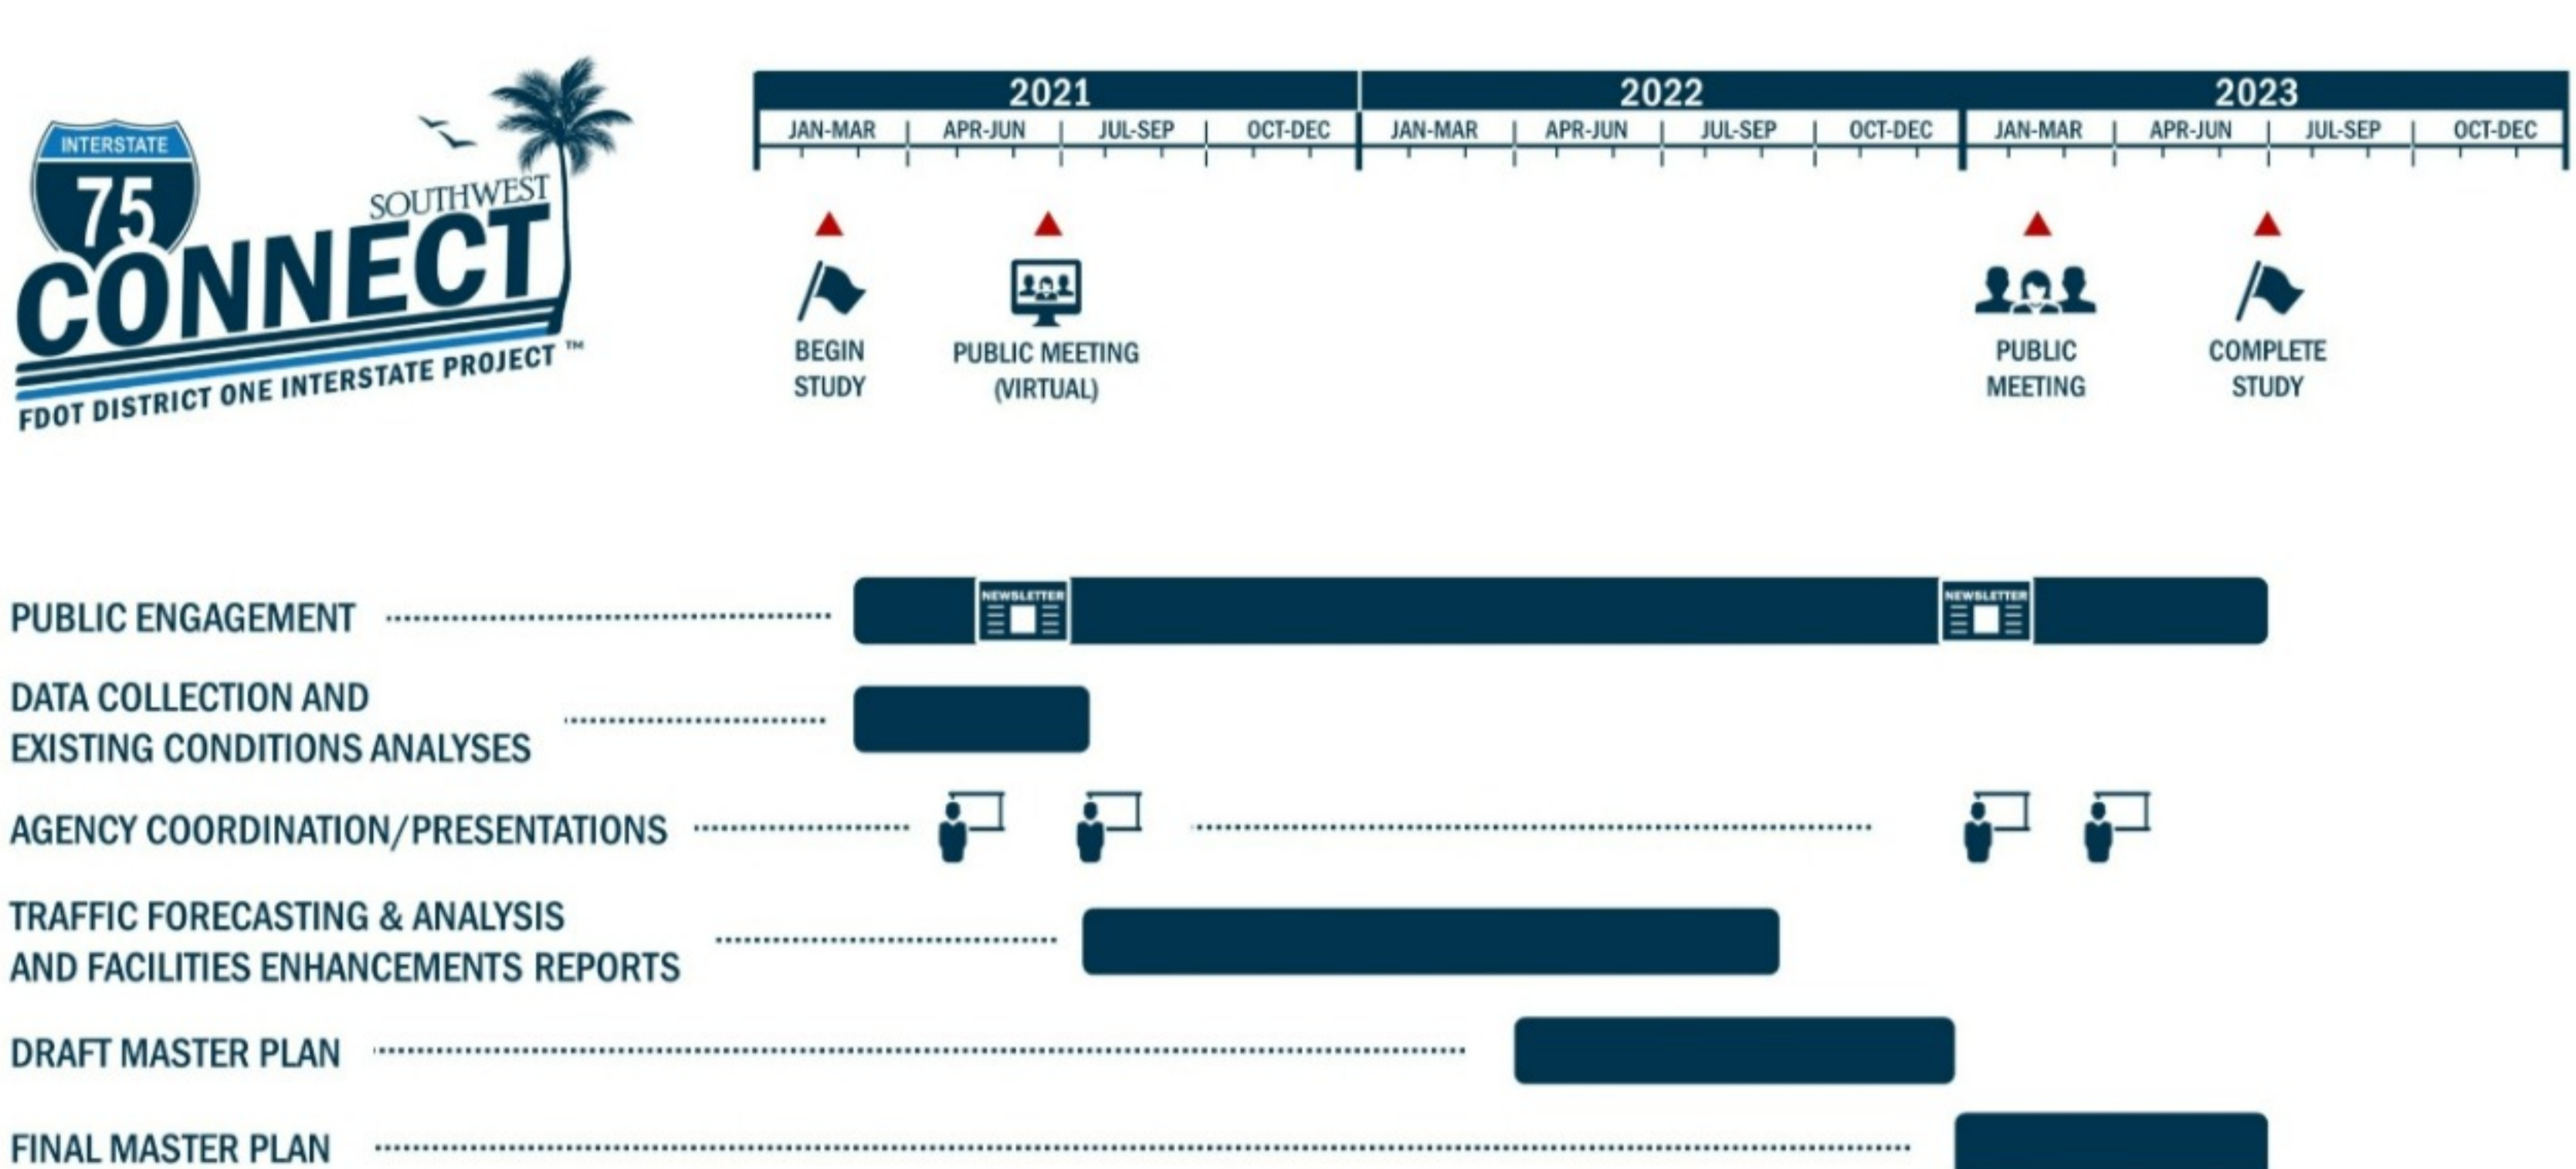 INTERSTATE
75
SOUTHWEST
CONNECT
FDOT DISTRICT ONE INTERSTATE PROJECT ™
2021 2022 2023
JAN-MAR APR-JUN JUL-SEP OCT-DEC JAN-MAR APR-JUN JUL-SEP OCT-DEC JAN-MAR APR-JUN JUL-SEP OCT-DEC
BEGIN
STUDY
PUBLIC MEETING
(VIRTUAL)
PUBLIC
MEETING
COMPLETE
STUDY
PUBLIC ENGAGEMENT
NEWSLETTER
NEWSLETTER
DATA COLLECTION AND
EXISTING CONDITIONS ANALYSES
AGENCY COORDINATION/PRESENTATIONS
TRAFFIC FORECASTING & ANALYSIS
AND FACILITIES ENHANCEMENTS REPORTS
DRAFT MASTER PLAN
FINAL MASTER PLAN